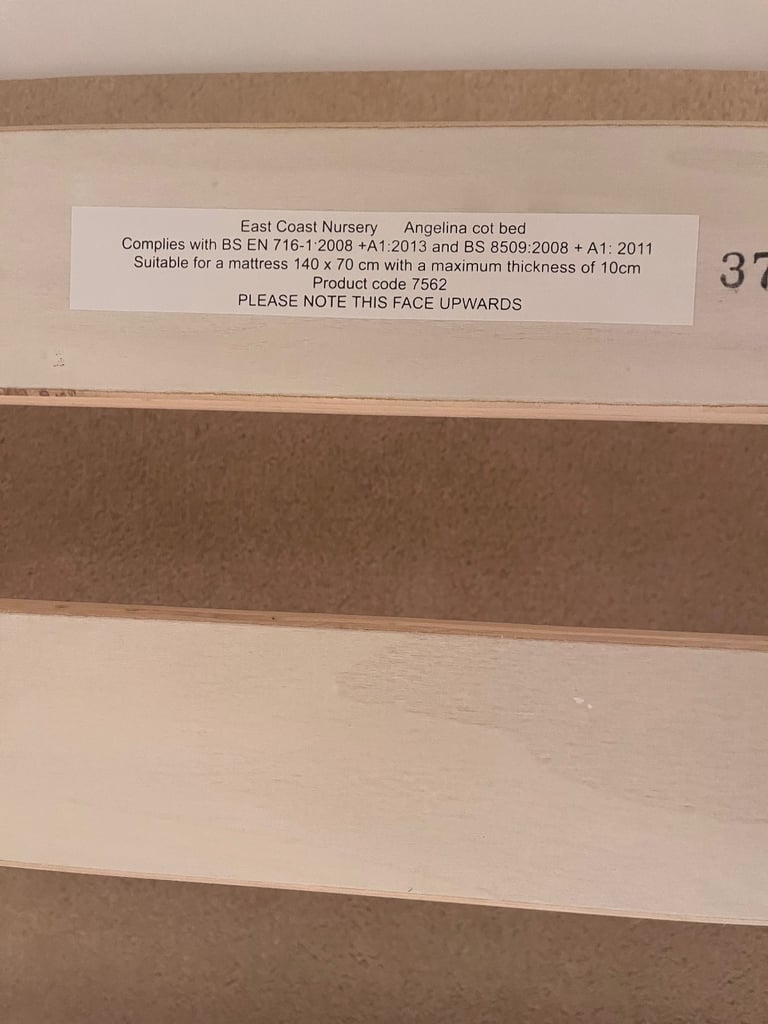 East Coast Nursery Angelina cot bed
Complies with BS EN 716-1:2008 +A1:2013 and BS 8509:2008 + A1: 2011
Suitable for a mattress 140 x 70 cm with a maximum thickness of 10cm
Product code 7562
PLEASE NOTE THIS FACE UPWARDS
37